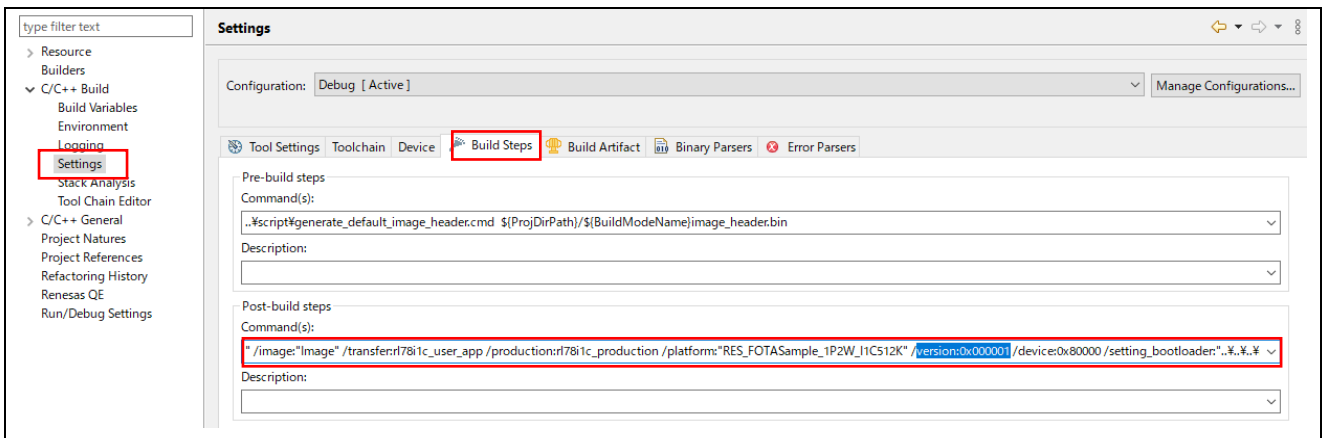 type filter text
Settings
Resource
Builders
C/C++ Build
Build Variables
Environment
Logging
Settings
Stack Analysis
Tool Chain Editor
C/C++ General
Project Natures
Project References
Refactoring History
Renesas QE
Run/Debug Settings
Configuration: Debug [ Active ]
Manage Configurations...
Tool Settings Toolchain Device Build Steps Build Artifact Binary Parsers Error Parsers
Pre-build steps
Command(s):
..¥script¥generate_default_image_header.cmd ${ProjDirPath}/${BuildModeName}image_header.bin
Description:
Post-build steps
Command(s):
" /image:"Image" /transfer:rl78i1c_user_app /production:rl78i1c_production /platform:"RES_FOTASample_1P2W_I1C512K" /version:0x000001 /device:0x80000 /setting_bootloader:"..¥..¥..¥
Description: